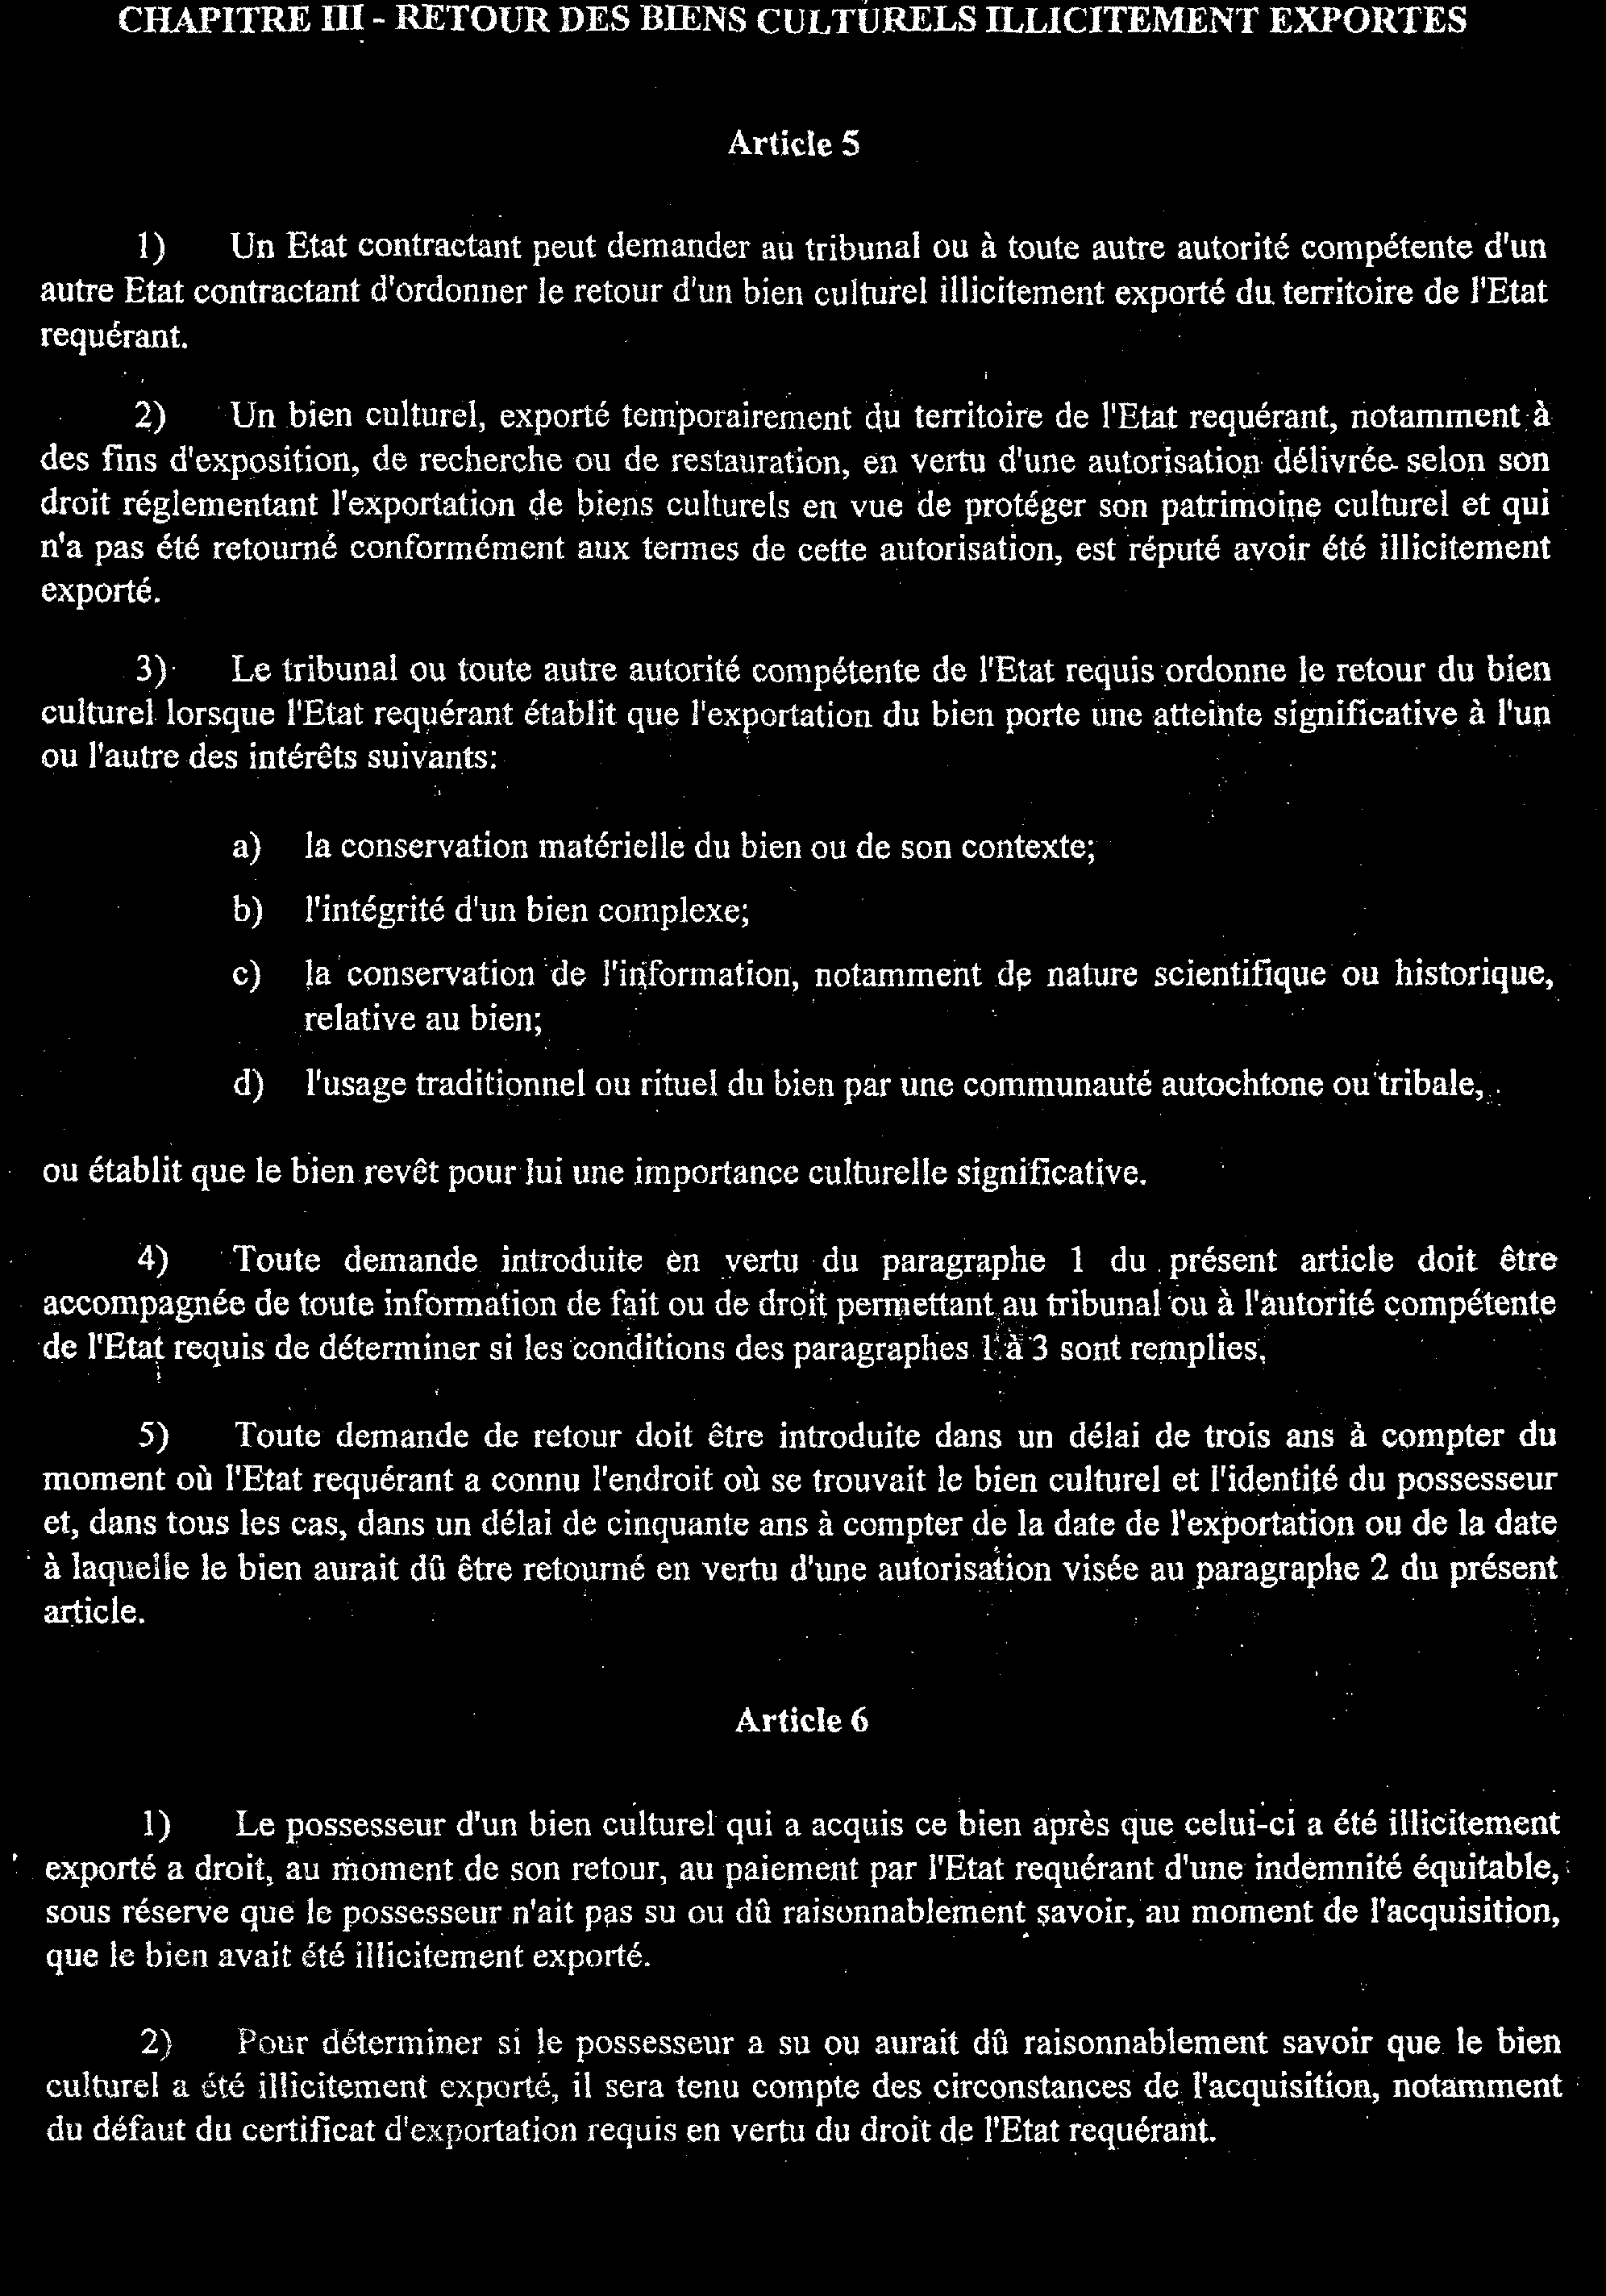 CHAPITRE III - RETOUR DES BIENS CULTURELS ILLICITEMENT EXPORTES
Article 5
1) Un Etat contractant peut demander au tribunal ou à toute autre autorité compétente d'un
autre Etat contractant d'ordonner le retour d'un bien culturel illicitement exporté du territoire de l'Etat
requérant.
2) Un bien culturel, exporté temporairement du territoire de l'Etat requérant, notamment à
des fins d'exposition, de recherche ou de restauration, en vertu d'une autorisation délivrée selon son
droit réglementant l'exportation de biens culturels en vue de protéger son patrimoine culturel et qui
n'a pas été retourné conformément aux termes de cette autorisation, est réputé avoir été illicitement
exporté.
3) Le tribunal ou toute autre autorité compétente de l'Etat requis ordonne le retour du bien
culturel lorsque l'Etat requérant établit que l'exportation du bien porte une atteinte significative à l'un
ou l'autre des intérêts suivants:
a) la conservation matérielle du bien ou de son contexte;
b) l'intégrité d'un bien complexe;
c) la conservation de l'information, notamment de nature scientifique ou historique,
relative au bien;
d) l'usage traditionnel ou rituel du bien par une communauté autochtone ou tribale,
ou établit que le bien revêt pour lui une importance culturelle significative.
4) Toute demande introduite en vertu du paragraphe 1 du présent article doit être
accompagnée de toute information de fait ou de droit permettant au tribunal ou à l'autorité compétente
de l'Etat requis de déterminer si les conditions des paragraphes 1 à 3 sont remplies.
5) Toute demande de retour doit être introduite dans un délai de trois ans à compter du
moment où l'Etat requérant a connu l'endroit où se trouvait le bien culturel et l'identité du possesseur
et, dans tous les cas, dans un délai de cinquante ans à compter de la date de l'exportation ou de la date
à laquelle le bien aurait dû être retourné en vertu d'une autorisation visée au paragraphe 2 du présent
article.
Article 6
1) Le possesseur d'un bien culturel qui a acquis ce bien après que celui-ci a été illicitement
exporté a droit, au moment de son retour, au paiement par l'Etat requérant d'une indemnité équitable,
sous réserve que le possesseur n'ait pas su ou dû raisonnablement savoir, au moment de l'acquisition,
que le bien avait été illicitement exporté.
2) Pour déterminer si le possesseur a su ou aurait dû raisonnablement savoir que le bien
culturel a été illicitement exporté, il sera tenu compte des circonstances de l'acquisition, notamment
du défaut du certificat d'exportation requis en vertu du droit de l'Etat requérant.